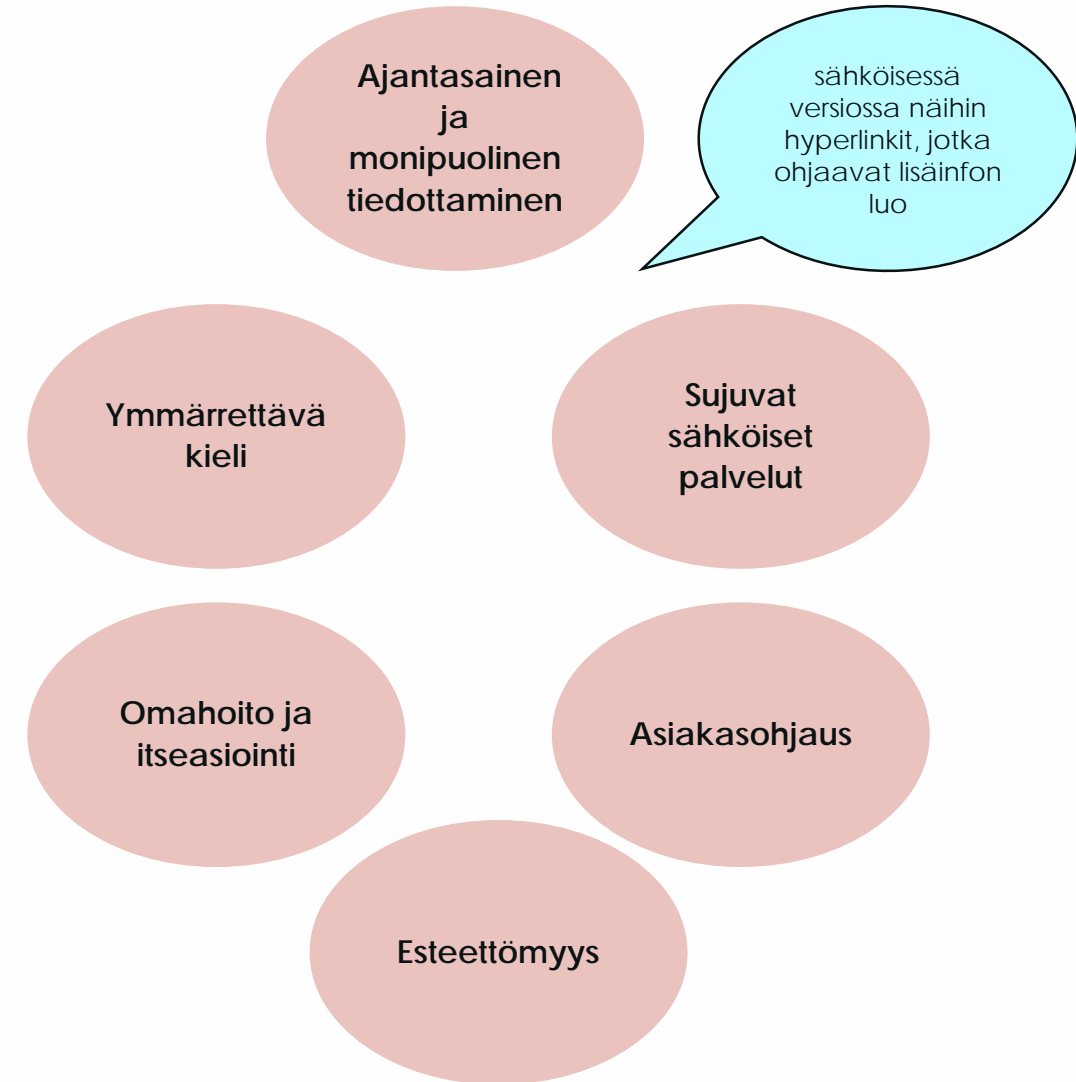 Ajantasainen
ja
monipuolinen
tiedottaminen
sähköisessä
versiossa näihin
hyperlinkit, jotka
ohjaavat lisäinfon
luo
Ymmärrettävä
kieli
Sujuvat
sähköiset
palvelut
Omahoito ja
itseasiointi
Asiakasohjaus
Esteettömyys